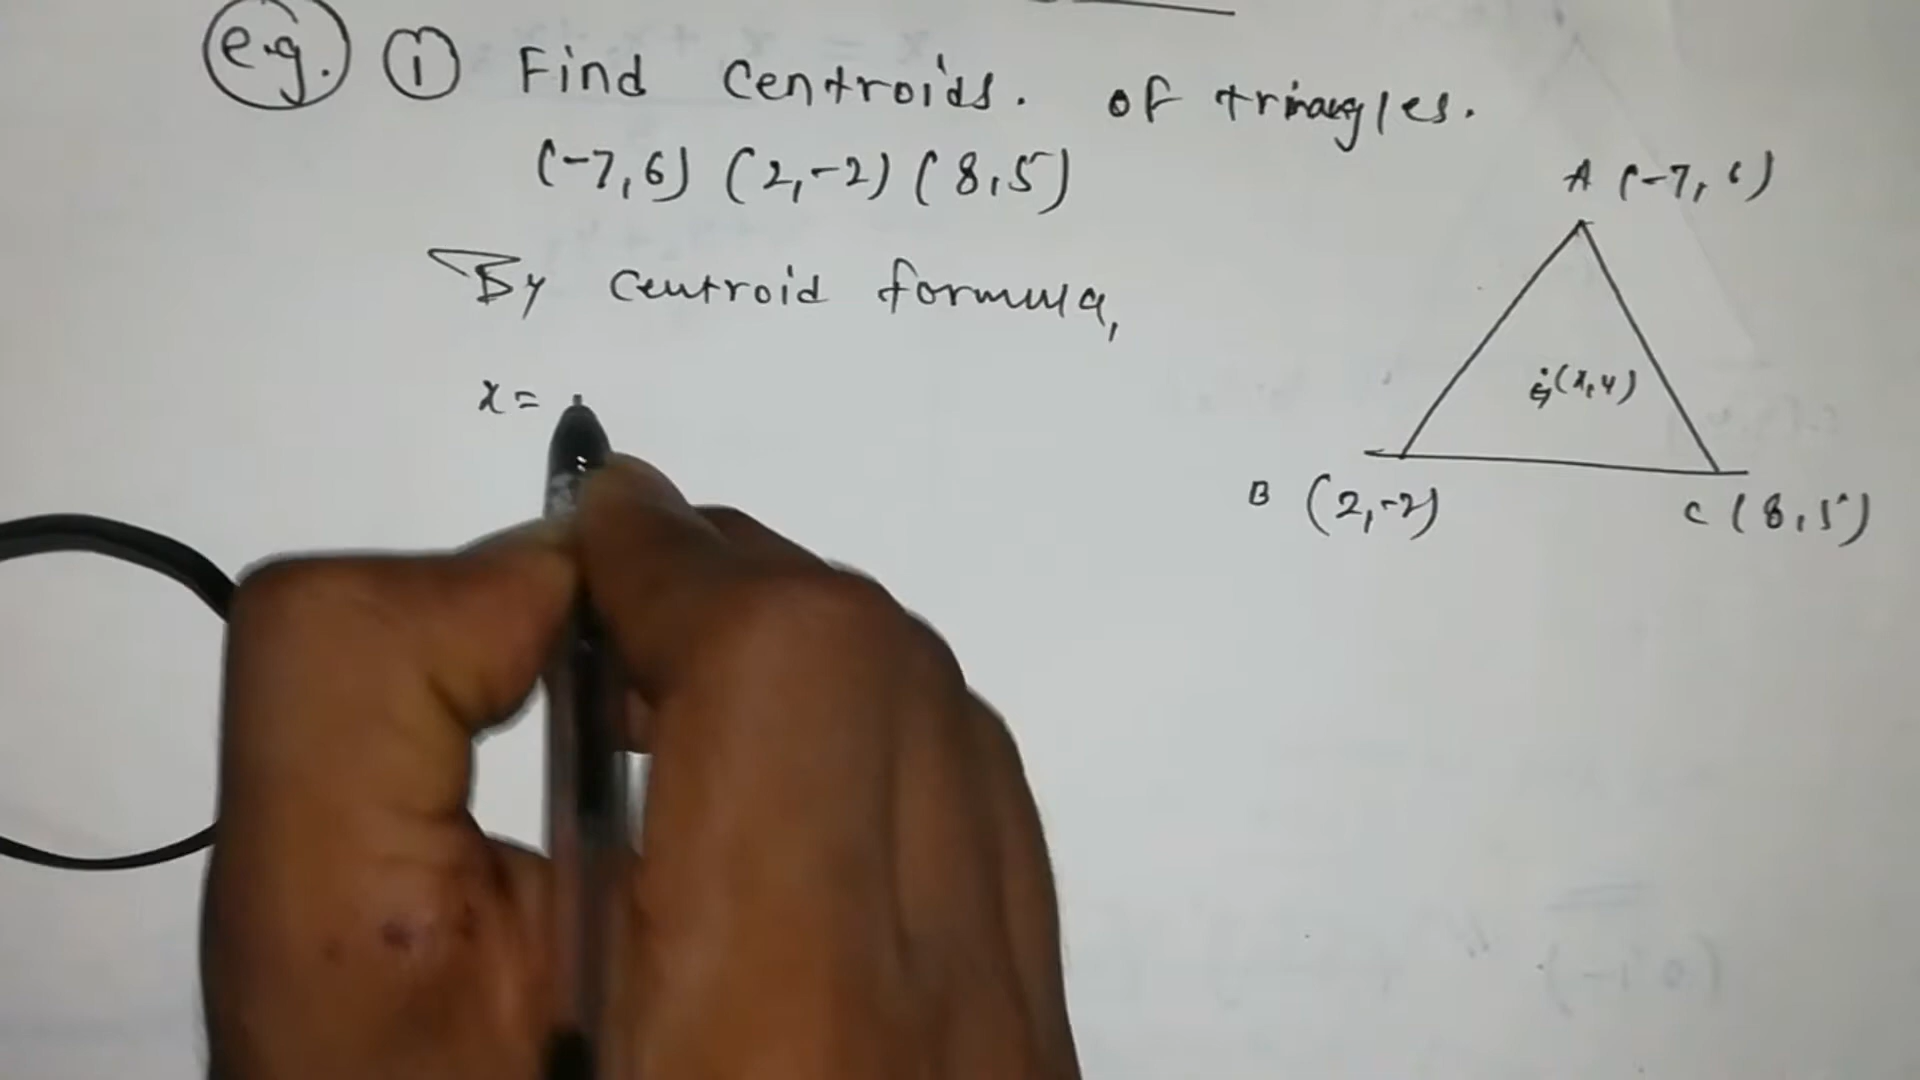 e.g. ① Find Centroids. of triangles.
(-7,6) (2,-2) (8,5)
By centroid formula,
x =
A (-7, 6)
G(x,y)
B (2,-2)
C (8,5)